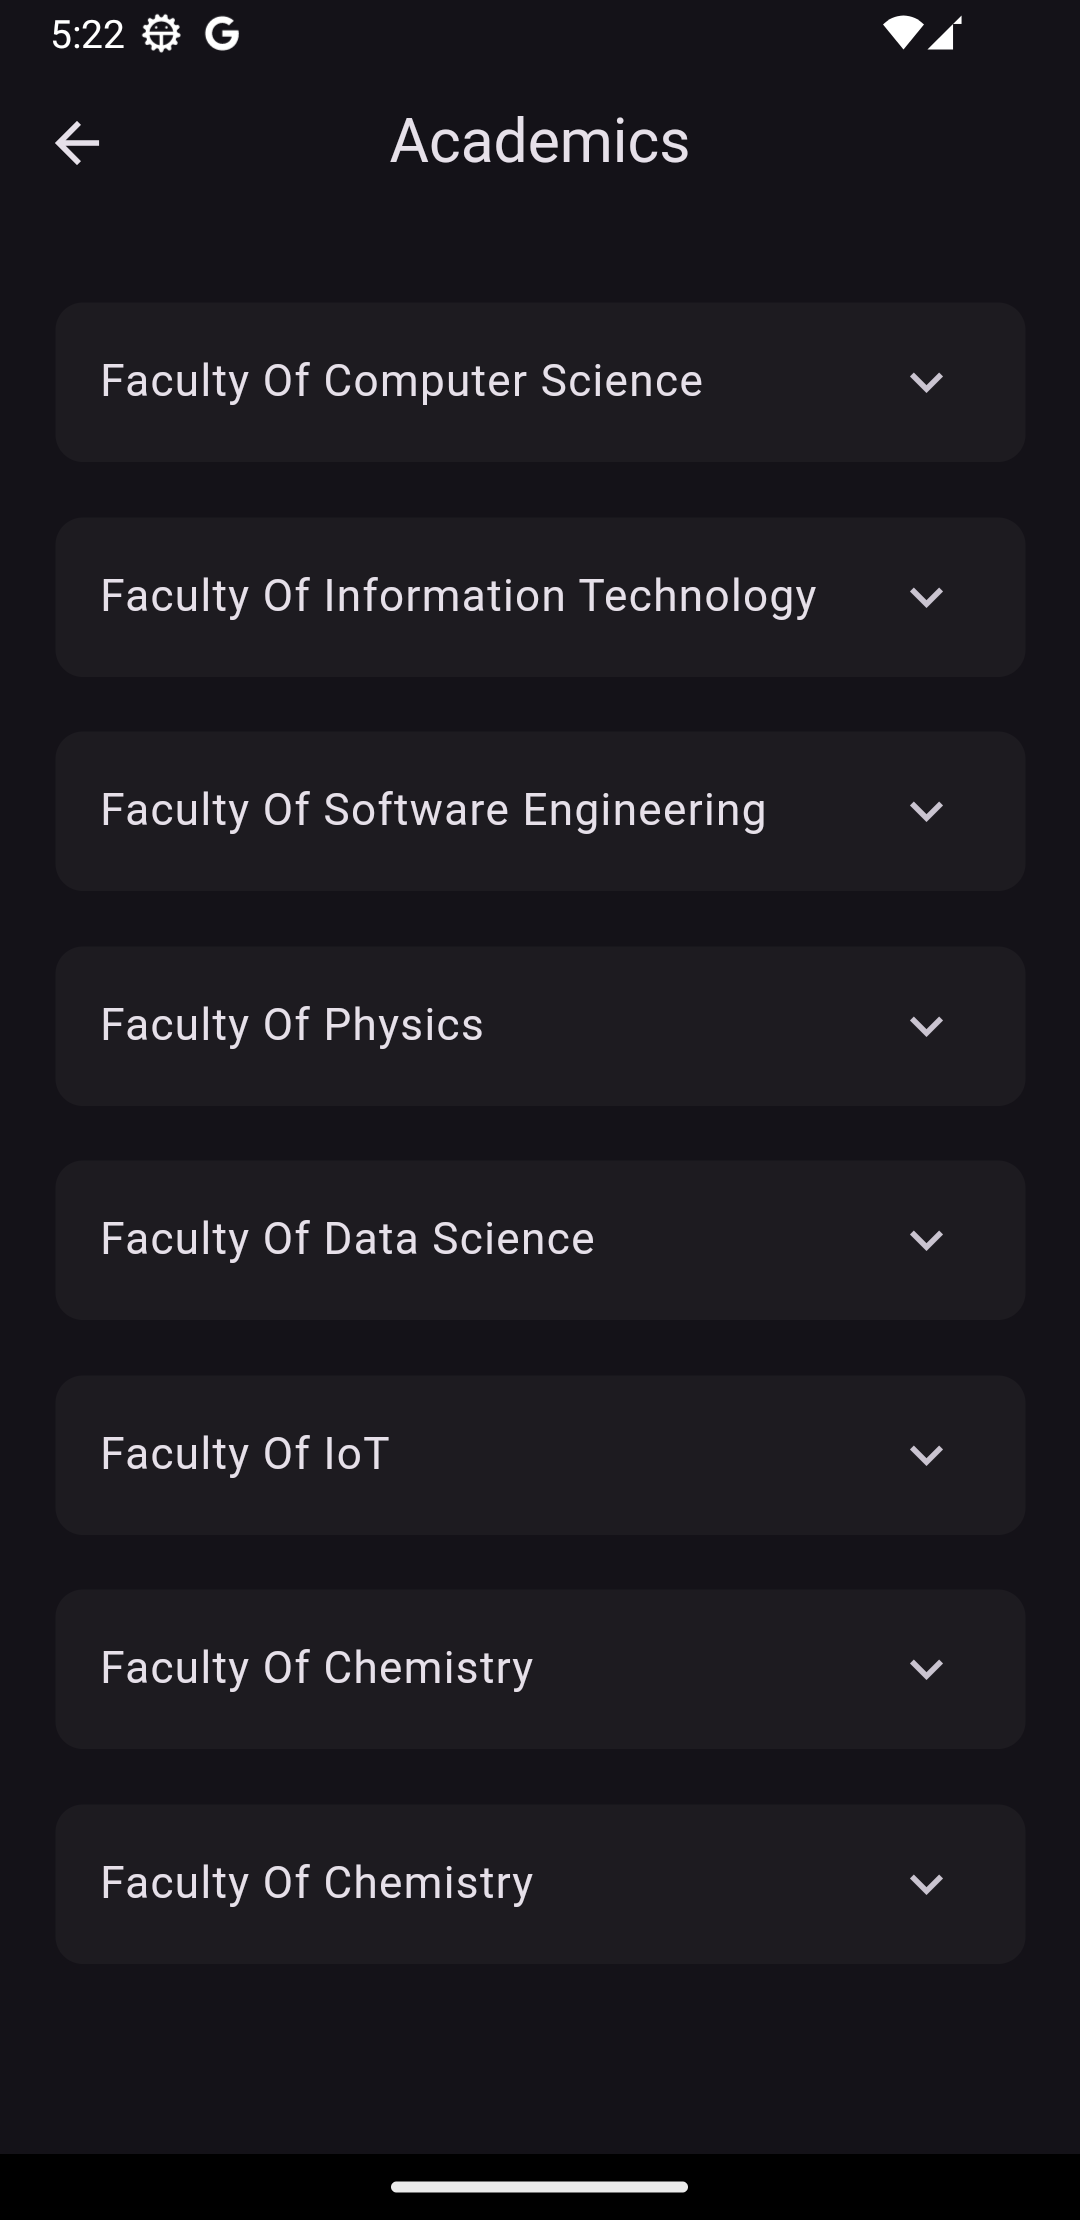 5:22
Academics
Faculty Of Computer Science
Faculty Of Information Technology
Faculty Of Software Engineering
Faculty Of Physics
Faculty Of Data Science
Faculty Of IoT
Faculty Of Chemistry
Faculty Of Chemistry